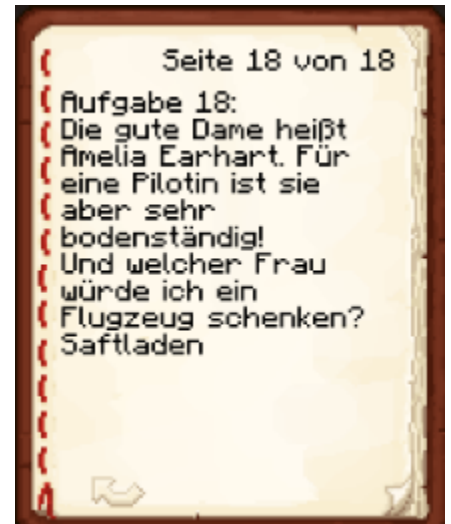 Seite 18 von 18
Aufgabe 18:
Die gute Dame heißt
Amelia Earhart. Für
eine Pilotin ist sie
aber sehr
bodenständig!
Und welcher Frau
würde ich ein
Flugzeug schenken?
Saftladen